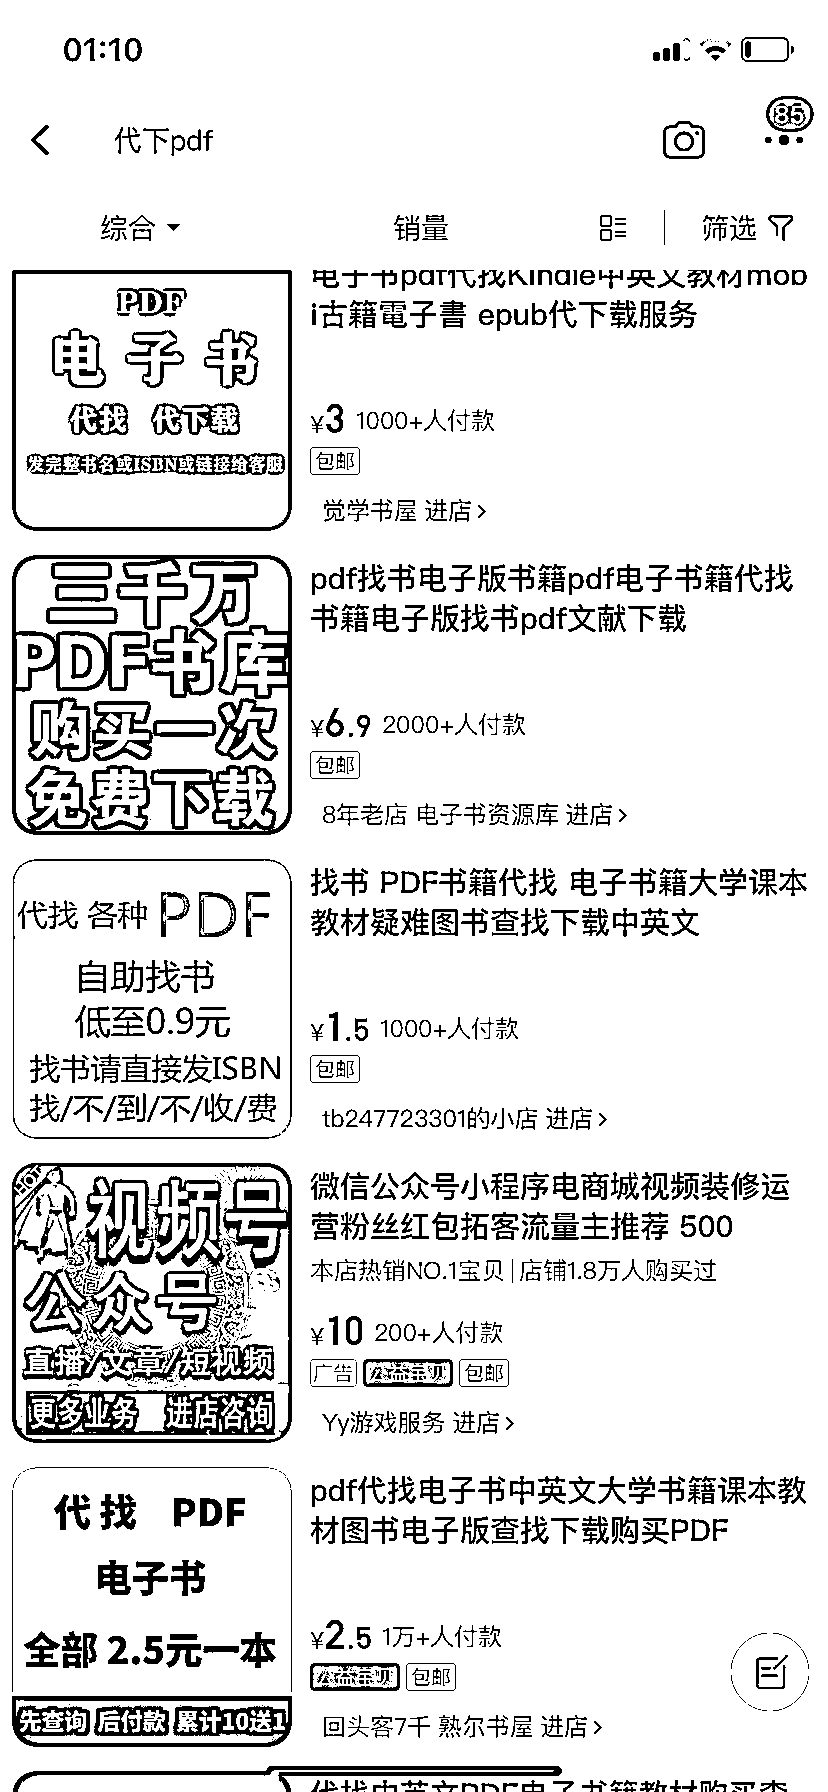 01:10
85
代下pdf
综合
销量
筛选
PDF
电子书
代找 代下载
发完整书名或ISBN或链接给客服
电子书pdf代找Kindle中英文教材mob
i古籍電子書 epub代下载服务
¥3 1000+人付款
包邮
觉学书屋 进店
三千万
PDF书库
购买一次
免费下载
pdf找书电子版书籍pdf电子书籍代找
书籍电子版找书pdf文献下载
¥6.9 2000+人付款
包邮
8年老店 电子书资源库 进店
代找 各种 PDF
自助找书
低至0.9元
找书请直接发ISBN
找/不/到/不/收/费
找书 PDF书籍代找 电子书籍大学课本
教材疑难图书查找下载中英文
¥1.5 1000+人付款
包邮
tb247723301的小店 进店
HOT
视频号
公众号
直播/文章/短视频
更多业务 进店咨询
微信公众号小程序电商城视频装修运
营粉丝红包拓客流量主推荐 500
本店热销NO.1宝贝|店铺1.8万人购买过
¥10 200+人付款
广告 公益宝贝 包邮
Yy游戏服务 进店
代找 PDF
电子书
全部 2.5元一本
先查询 后付款 累计10送1
pdf代找电子书中英文大学书籍课本教
材图书电子版查找下载购买PDF
¥2.5 1万+人付款
公益宝贝 包邮
回头客7千 熟尔书屋 进店
代找中英文PDF电子书籍教材购买查